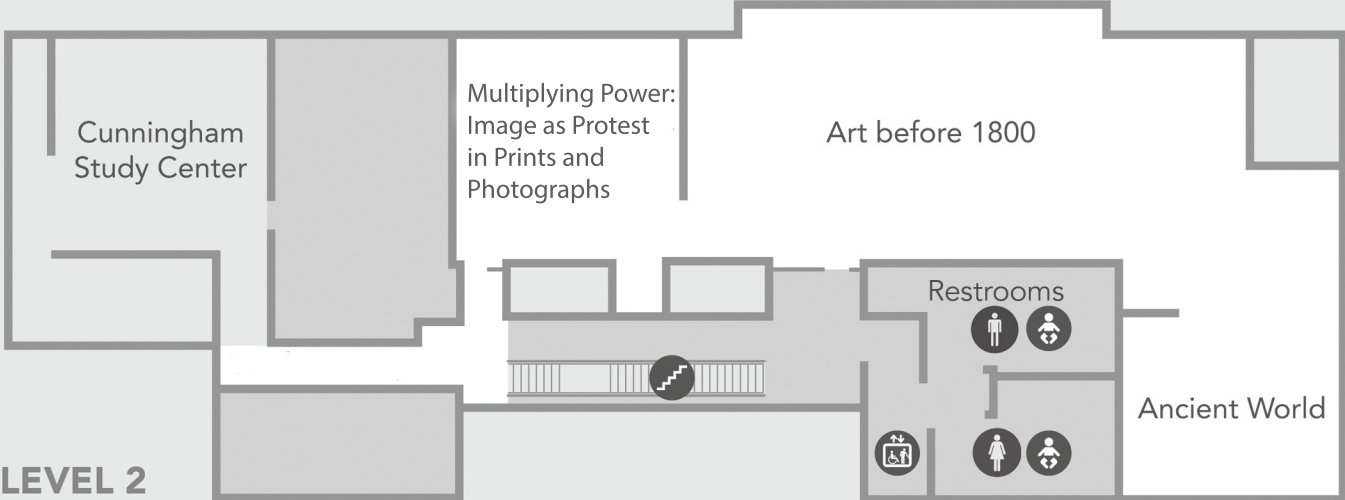 Multiplying Power:
Image as Protest
in Prints and
Photographs
Cunningham
Study Center
Art before 1800
Restrooms
Ancient World
LEVEL 2